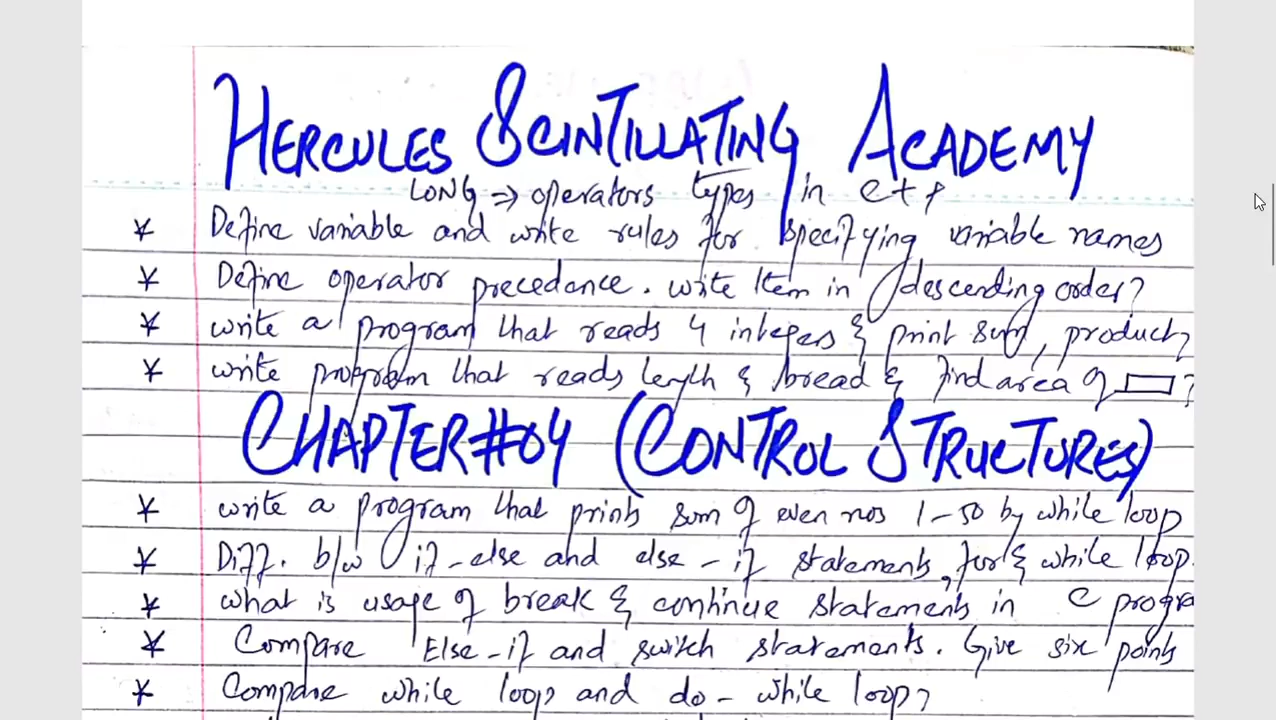 HERCULES SCINTILLATING ACADEMY
LONG => operators types in c++
* Define variable and write rules for specifying variable names
* Define operator precedence. write Item in descending order?
* write a program that reads 4 integers & print sum, product?
* write program that reads length & bread & find area of ?
CHAPTER#04 (CONTROL STRUCTURES)
* write a program that prints sum of even nos 1-50 by while loop
* Diff. b/w if-else and else-if statements, for & while loop.
* what is usage of break & continue statements in C progra
* Compare Else-if and switch statements. Give six points
* Compare while loop and do-while loop?